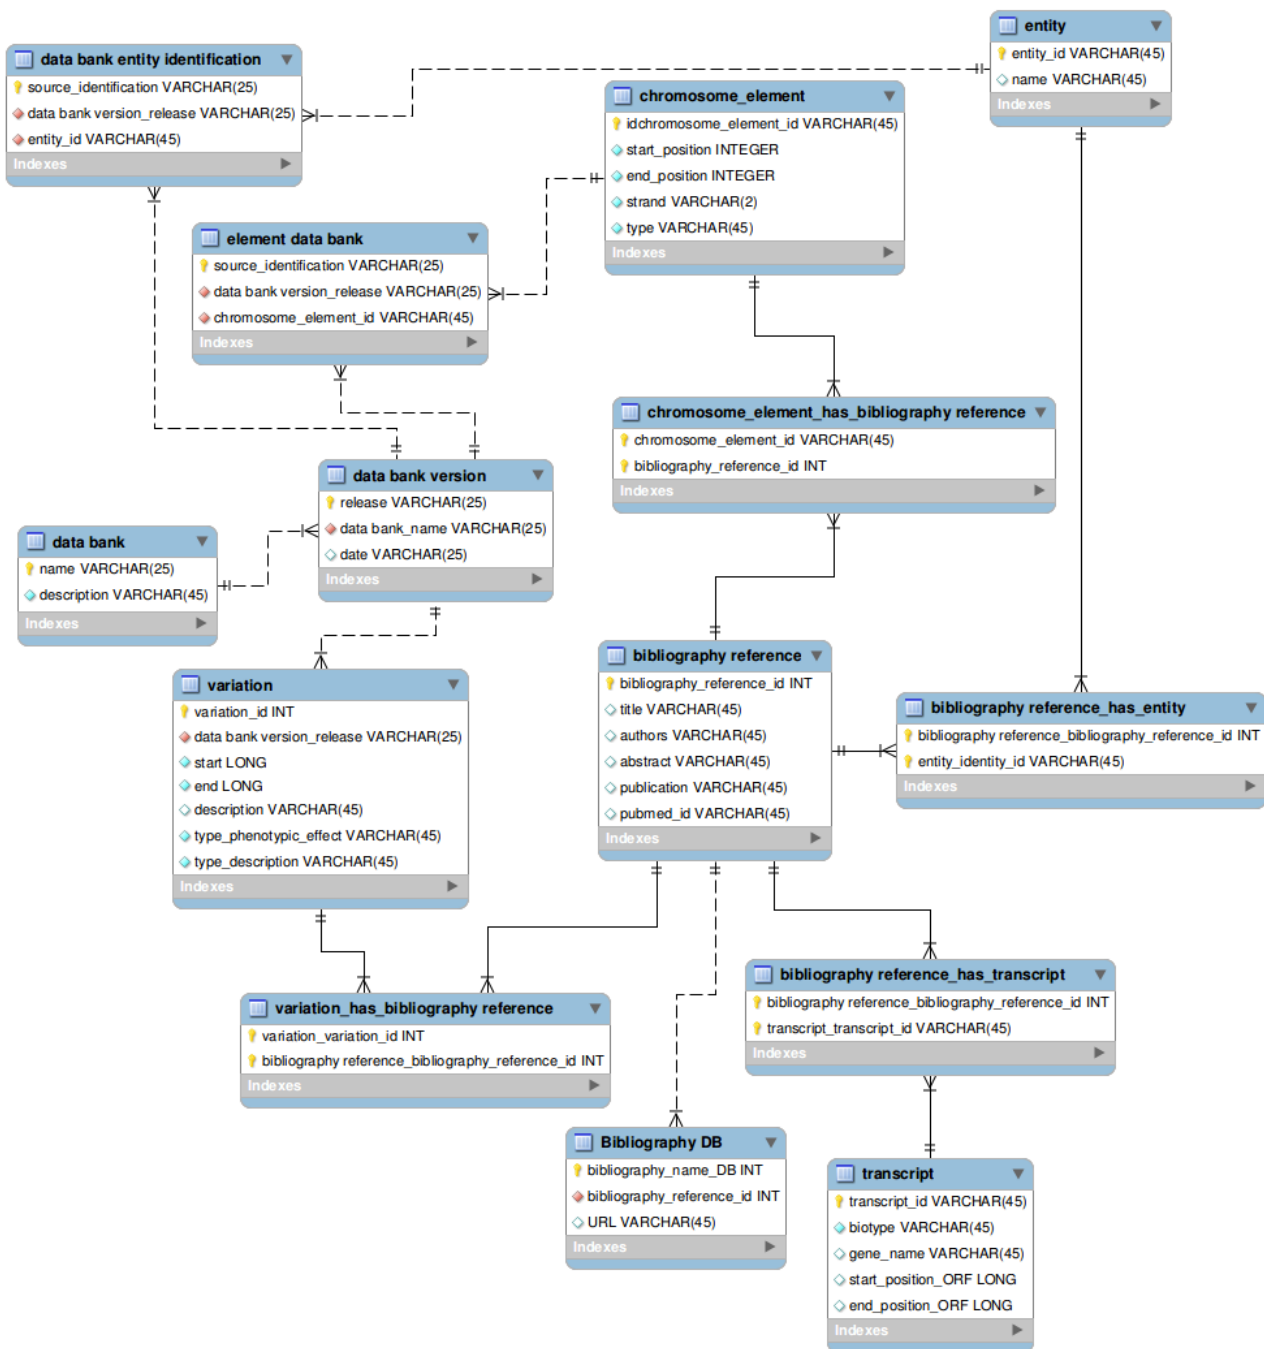 entity
entity_id VARCHAR(45)
name VARCHAR(45)
Indexes
data bank entity identification
source_identification VARCHAR(25)
data bank version_release VARCHAR(25)
entity_id VARCHAR(45)
Indexes
chromosome_element
idchromosome_element_id VARCHAR(45)
start_position INTEGER
end_position INTEGER
strand VARCHAR(2)
type VARCHAR(45)
Indexes
element data bank
source_identification VARCHAR(25)
data bank version_release VARCHAR(25)
chromosome_element_id VARCHAR(45)
Indexes
chromosome_element_has_bibliography reference
chromosome_element_id VARCHAR(45)
bibliography_reference_id INT
Indexes
data bank version
release VARCHAR(25)
data bank_name VARCHAR(25)
date VARCHAR(25)
Indexes
data bank
name VARCHAR(25)
description VARCHAR(45)
Indexes
bibliography reference
bibliography_reference_id INT
title VARCHAR(45)
authors VARCHAR(45)
abstract VARCHAR(45)
publication VARCHAR(45)
pubmed_id VARCHAR(45)
Indexes
variation
variation_id INT
data bank version_release VARCHAR(25)
start LONG
end LONG
description VARCHAR(45)
type_phenotypic_effect VARCHAR(45)
type_description VARCHAR(45)
Indexes
bibliography reference_has_entity
bibliography reference_bibliography_reference_id INT
entity_identity_id VARCHAR(45)
Indexes
bibliography reference_has_transcript
bibliography reference_bibliography_reference_id INT
transcript_transcript_id VARCHAR(45)
Indexes
variation_has_bibliography reference
variation_variation_id INT
bibliography reference_bibliography_reference_id INT
Indexes
Bibliography DB
bibliography_name_DB INT
bibliography_reference_id INT
URL VARCHAR(45)
Indexes
transcript
transcript_id VARCHAR(45)
biotype VARCHAR(45)
gene_name VARCHAR(45)
start_position_ORF LONG
end_position_ORF LONG
Indexes